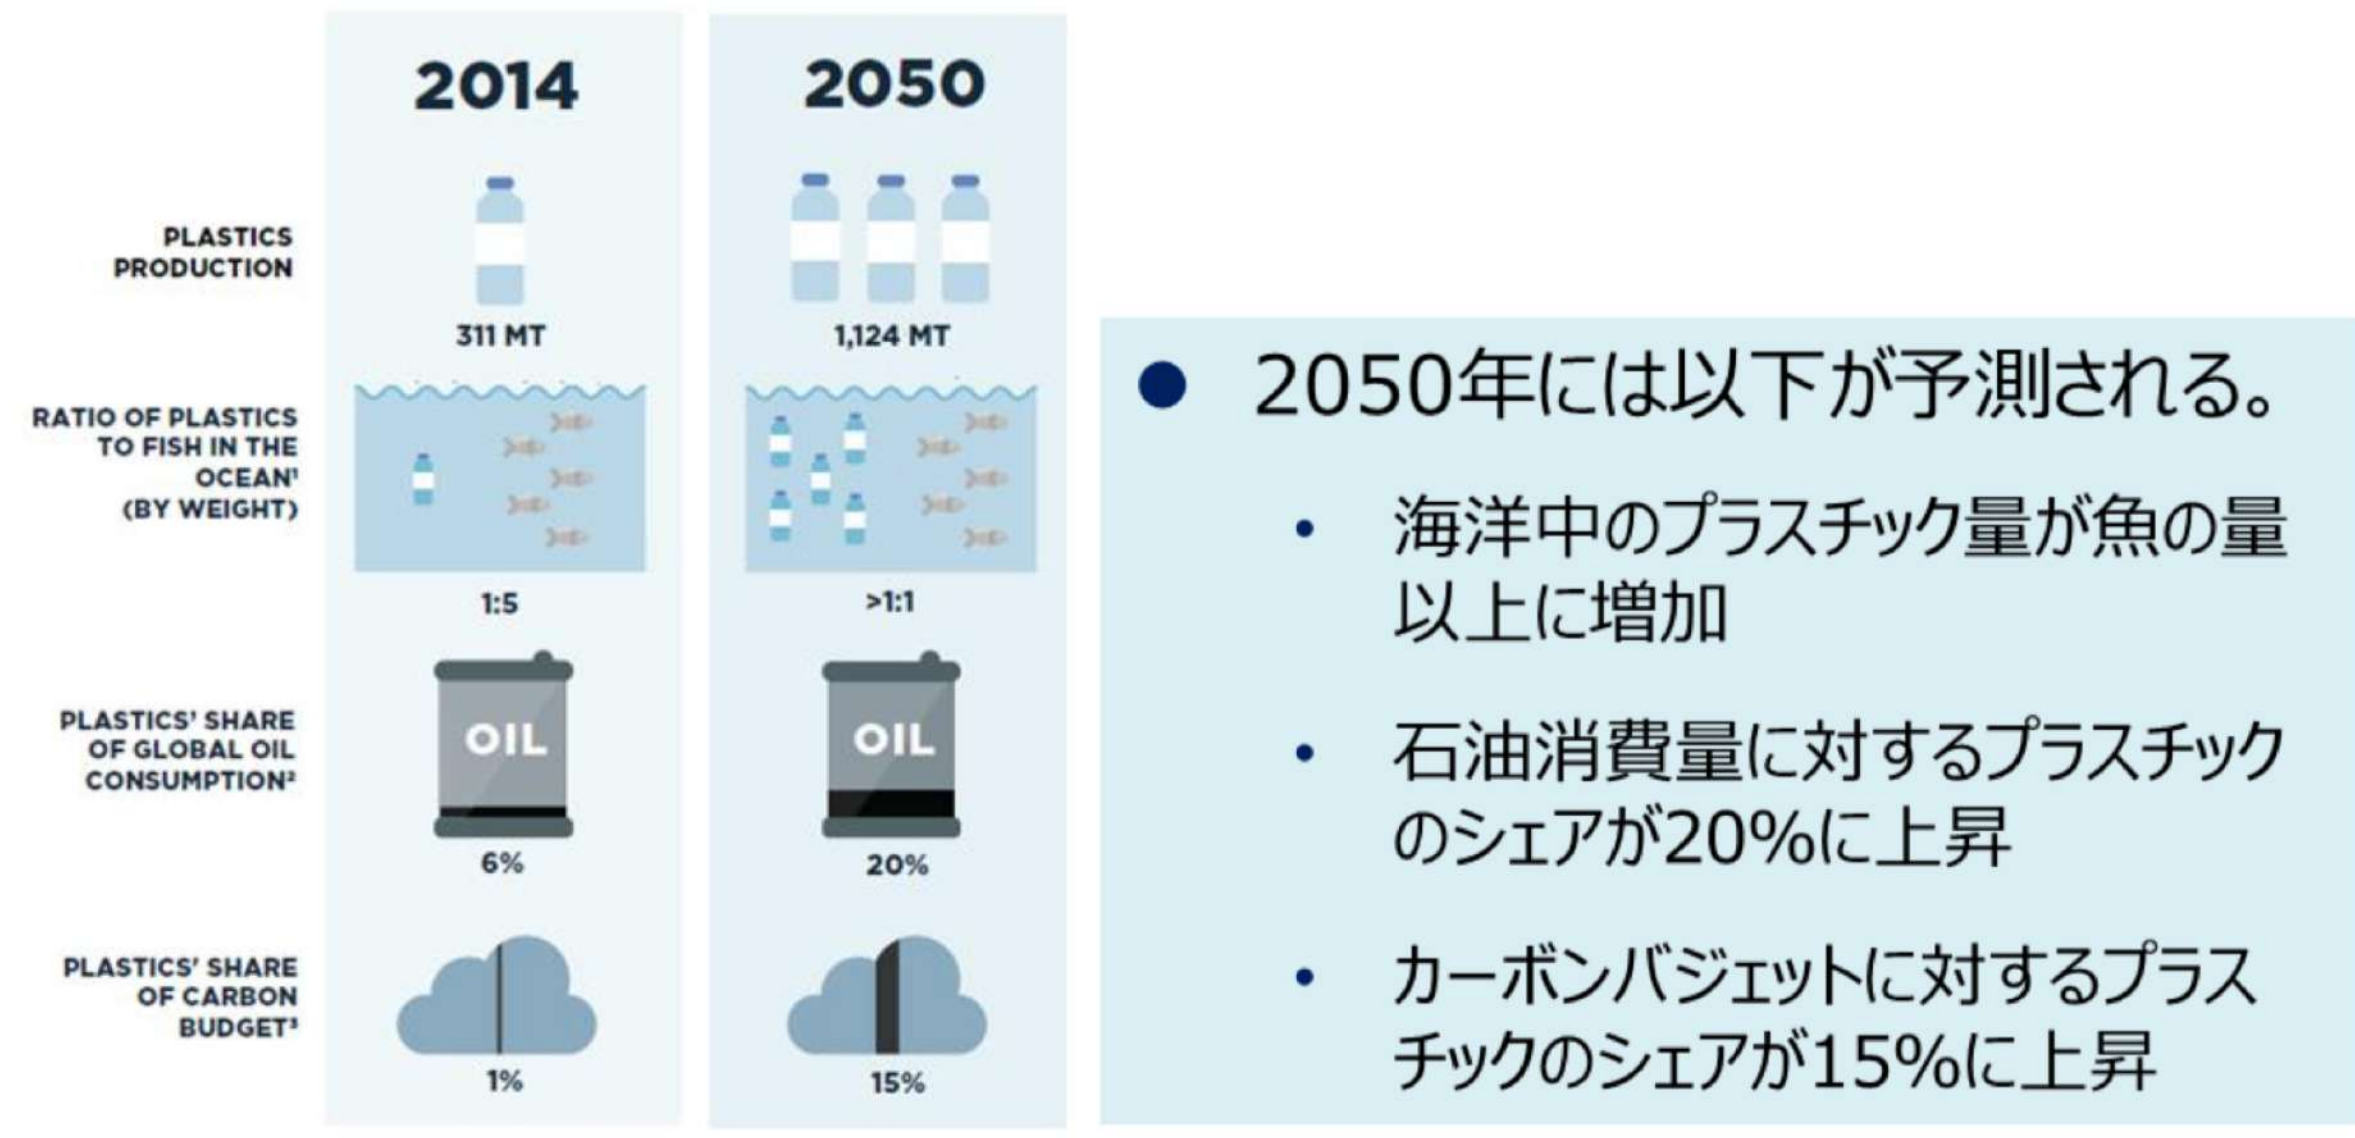 2014
2050
PLASTICS
PRODUCTION
311 MT
1,124 MT
RATIO OF PLASTICS
TO FISH IN THE
OCEAN¹
(BY WEIGHT)
1:5
>1:1
PLASTICS' SHARE
OF GLOBAL OIL
CONSUMPTION²
OIL
OIL
6%
20%
PLASTICS' SHARE
OF CARBON
BUDGET³
1%
15%
● 2050年には以下が予測される。
• 海洋中のプラスチック量が魚の量
以上に増加
• 石油消費量に対するプラスチック
のシェアが20%に上昇
• カーボンバジェットに対するプラス
チックのシェアが15%に上昇